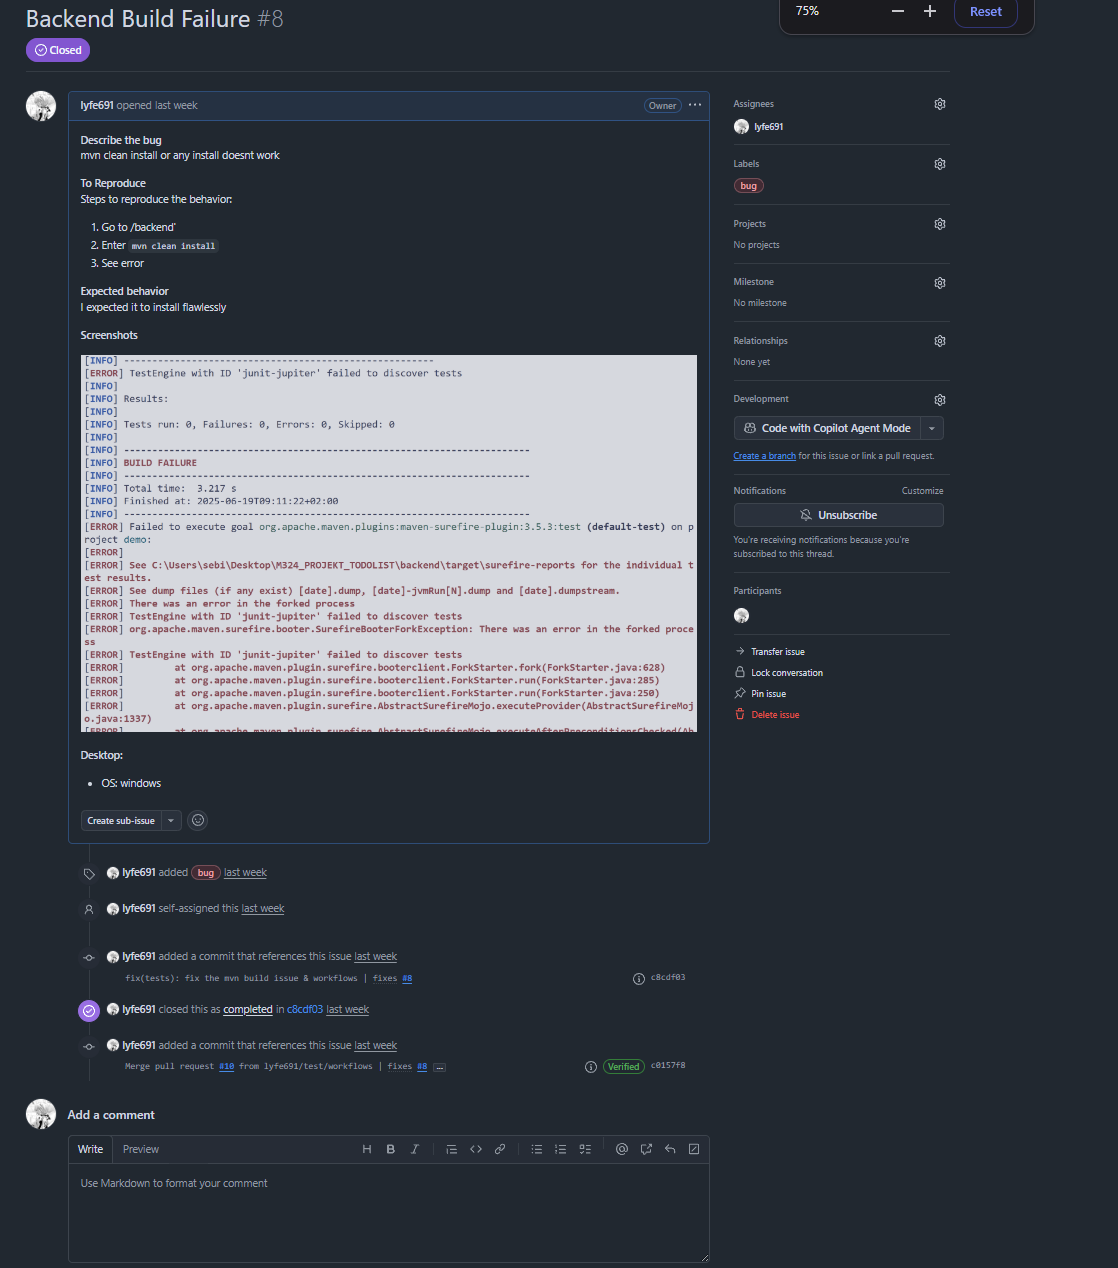 Backend Build Failure #8
75%
Reset
Closed
lyfe691 opened last week
Owner
Describe the bug
mvn clean install or any install doesnt work
To Reproduce
Steps to reproduce the behavior:
1. Go to /backend'
2. Enter mvn clean install
3. See error
Expected behavior
I expected it to install flawlessly
Screenshots
[INFO] -------------------------------------------------------
[ERROR] TestEngine with ID 'junit-jupiter' failed to discover tests
[INFO]
[INFO] Results:
[INFO]
[INFO] Tests run: 0, Failures: 0, Errors: 0, Skipped: 0
[INFO]
[INFO] ------------------------------------------------------------------------
[INFO] BUILD FAILURE
[INFO] ------------------------------------------------------------------------
[INFO] Total time:  3.217 s
[INFO] Finished at: 2025-06-19T09:11:22+02:00
[INFO] ------------------------------------------------------------------------
[ERROR] Failed to execute goal org.apache.maven.plugins:maven-surefire-plugin:3.5.3:test (default-test) on p
roject demo:
[ERROR]
[ERROR] See C:\Users\sebi\Desktop\M324_PROJEKT_TODOLIST\backend\target\surefire-reports for the individual t
est results.
[ERROR] See dump files (if any exist) [date].dump, [date]-jvmRun[N].dump and [date].dumpstream.
[ERROR] There was an error in the forked process
[ERROR] TestEngine with ID 'junit-jupiter' failed to discover tests
[ERROR] org.apache.maven.surefire.booter.SurefireBooterForkException: There was an error in the forked proce
ss
[ERROR] TestEngine with ID 'junit-jupiter' failed to discover tests
[ERROR]         at org.apache.maven.plugin.surefire.booterclient.ForkStarter.fork(ForkStarter.java:628)
[ERROR]         at org.apache.maven.plugin.surefire.booterclient.ForkStarter.run(ForkStarter.java:285)
[ERROR]         at org.apache.maven.plugin.surefire.booterclient.ForkStarter.run(ForkStarter.java:250)
[ERROR]         at org.apache.maven.plugin.surefire.AbstractSurefireMojo.executeProvider(AbstractSurefireMoj
o.java:1337)
[ERROR]         at org.apache.maven.plugin.surefire.AbstractSurefireMojo.executeAfterPreconditionsChecked(Ab
Desktop:
• OS: windows
Create sub-issue
lyfe691 added bug last week
lyfe691 self-assigned this last week
lyfe691 added a commit that references this issue last week
fix(tests): fix the mvn build issue & workflows | fixes #8
c8cdf03
lyfe691 closed this as completed in c8cdf03 last week
lyfe691 added a commit that references this issue last week
Merge pull request #10 from lyfe691/test/workflows | fixes #8 …
Verified
c0157f8
Add a comment
Write
Preview
Use Markdown to format your comment
Assignees
lyfe691
Labels
bug
Projects
No projects
Milestone
No milestone
Relationships
None yet
Development
Code with Copilot Agent Mode
Create a branch for this issue or link a pull request.
Notifications
Customize
Unsubscribe
You're receiving notifications because you're
subscribed to this thread.
Participants
Transfer issue
Lock conversation
Pin issue
Delete issue